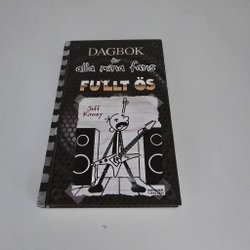 DAGBOK
för
alla mina fans
FULLT ÖS
Jeff
Kinney